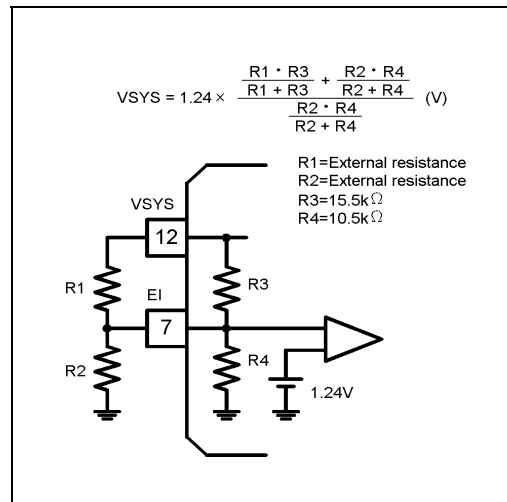 VSYS = 1.24 × ((R1・R3)/(R1 + R3) + (R2・R4)/(R2 + R4)) / ((R2・R4)/(R2 + R4)) (V)
R1=External resistance
R2=External resistance
R3=15.5kΩ
R4=10.5kΩ
VSYS
12
R1
R3
EI
7
R2
R4
1.24V